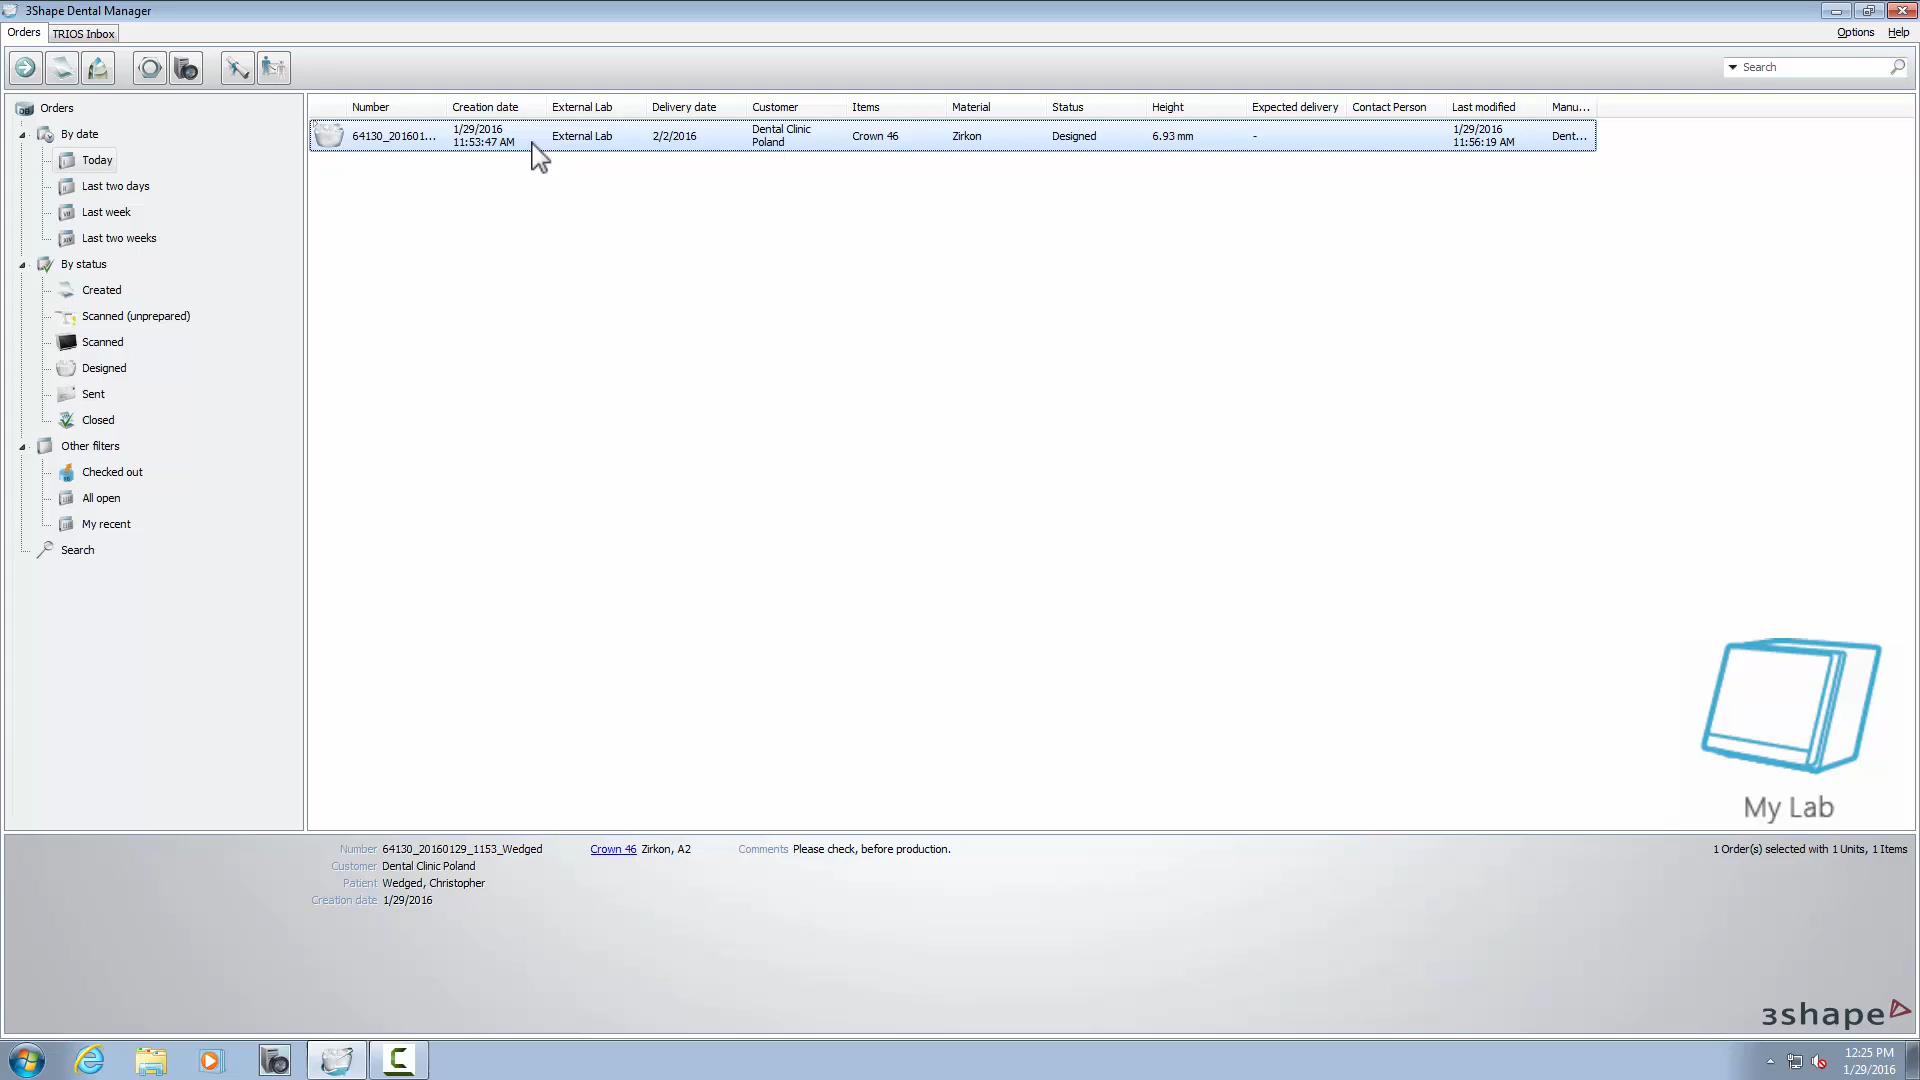 3Shape Dental Manager
Orders TRIOS Inbox
Options Help
Search
Orders
By date
Today
Last two days
Last week
Last two weeks
By status
Created
Scanned (unprepared)
Scanned
Designed
Sent
Closed
Other filters
Checked out
All open
My recent
Search
Number Creation date External Lab Delivery date Customer Items Material Status Height Expected delivery Contact Person Last modified Manu...
64130_201601... 1/29/2016 11:53:47 AM External Lab 2/2/2016 Dental Clinic Poland Crown 46 Zirkon Designed 6.93 mm - 1/29/2016 11:56:19 AM Dent...
My Lab
Number 64130_20160129_1153_Wedged Crown 46 Zirkon, A2 Comments Please check, before production. 1 Order(s) selected with 1 Units, 1 Items
Customer Dental Clinic Poland
Patient Wedged, Christopher
Creation date 1/29/2016
3shape
12:25 PM
1/29/2016